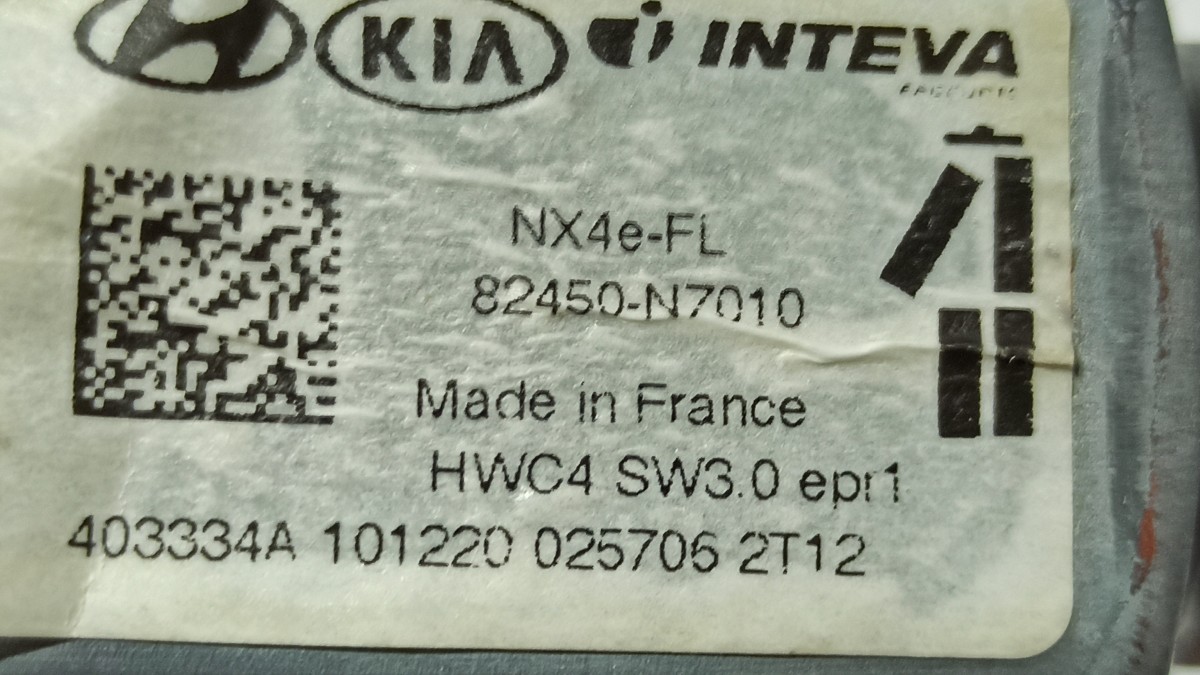 KIA INTEVA
NX4e-FL
82450-N7010
Made in France
HWC4 SW3.0 epr1
403334A 101220 025706 2T12